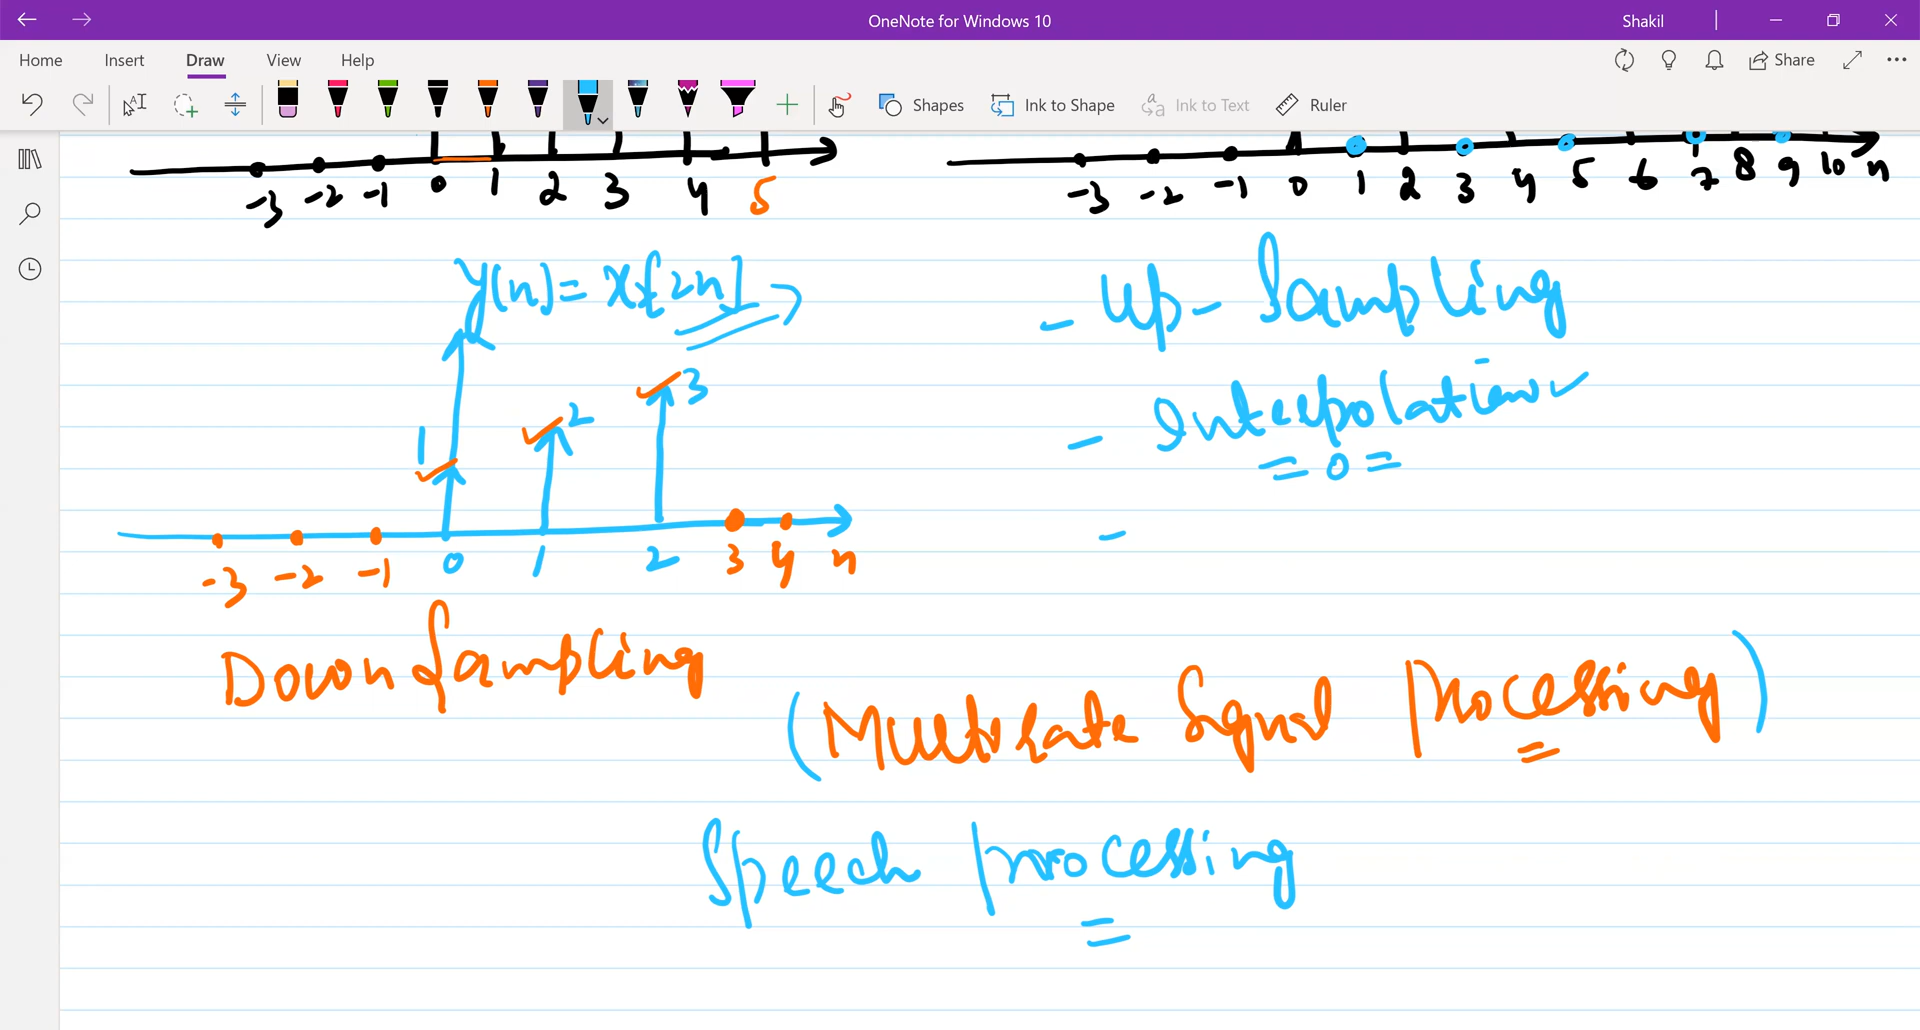 OneNote for Windows 10
Shakil
Home Insert Draw View Help
Share
Shapes Ink to Shape Ink to Text Ruler
-3 -2 -1 0 1 2 3 4 5
-3 -2 -1 0 1 2 3 4 5 6 7 8 9 10 n
y[n] = x[2n]
1 2 3
-3 -2 -1 0 1 2 3 4 n
Down Sampling
- Up - Sampling
- Interpolation
= 0 =
-
(Multirate Signal Processing)
Speech processing